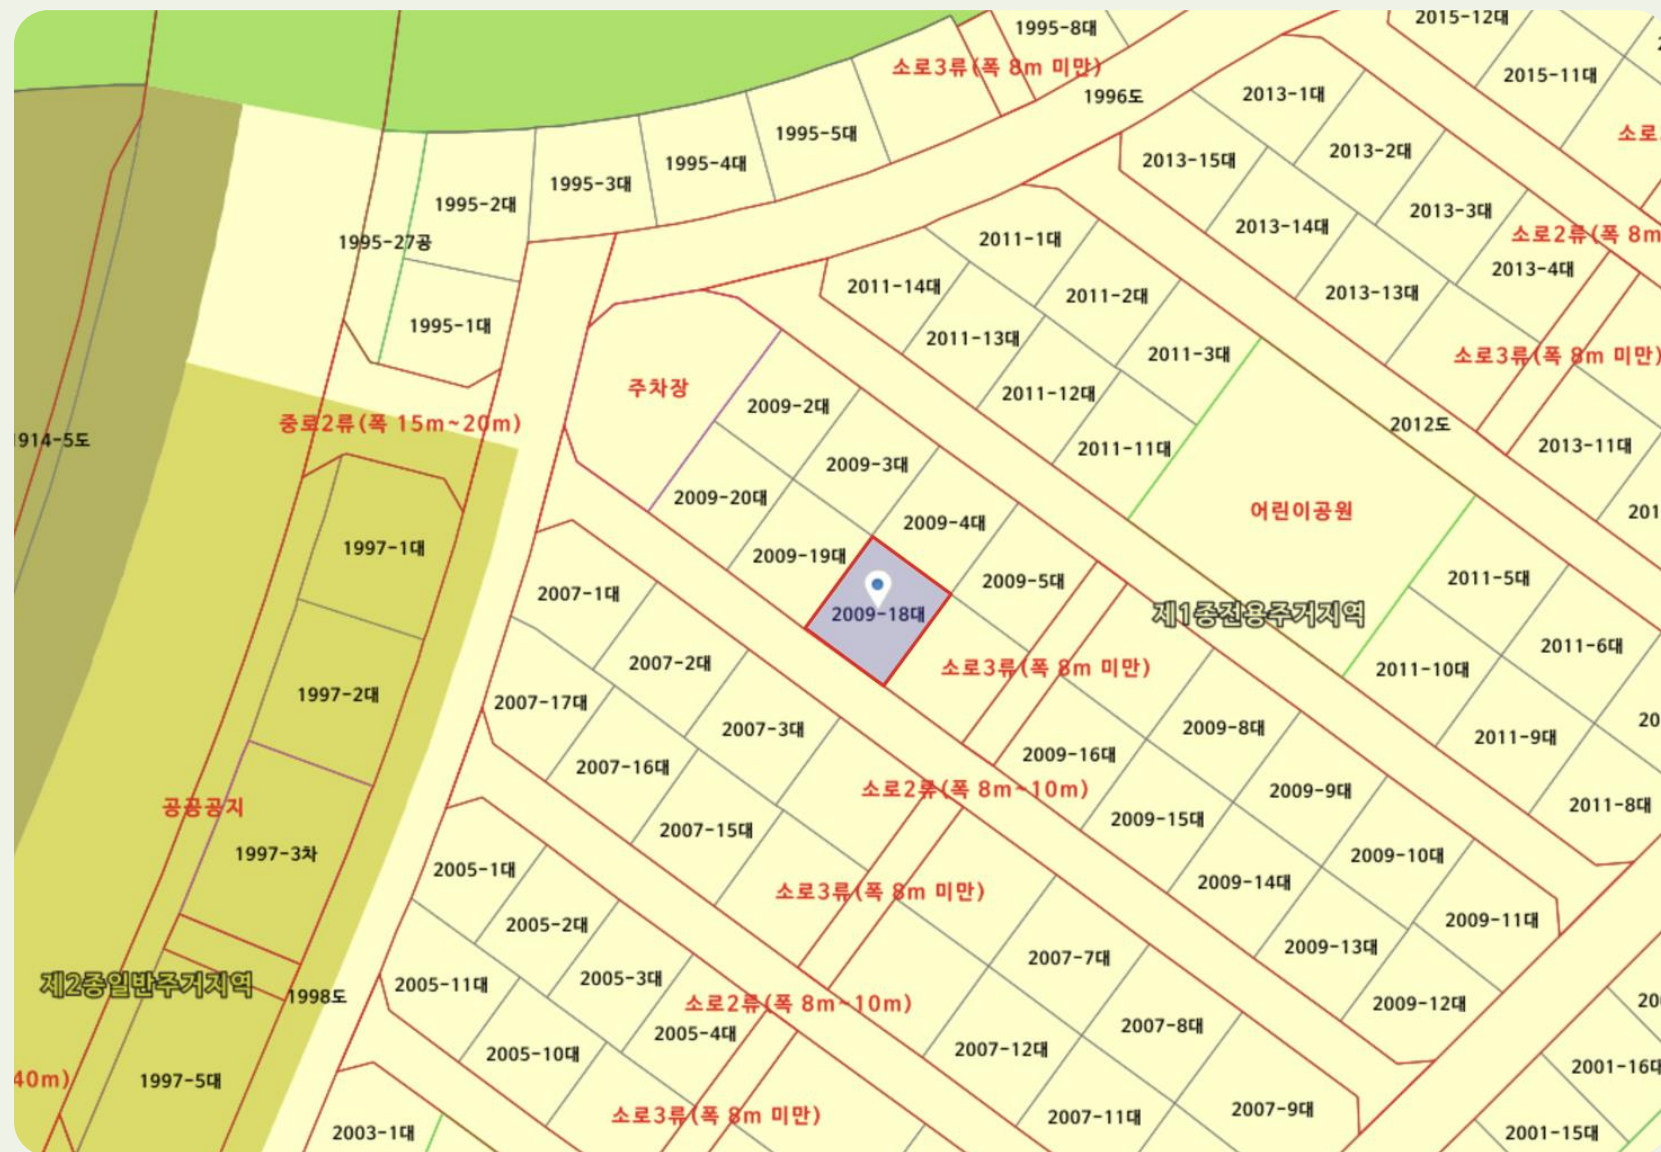 1995-8대
2015-12대
소로3류(폭 8m 미만)
2015-11대
1996도
2013-1대
1995-5대
소로
2013-2대
2013-15대
1995-4대
1995-3대
1995-2대
2013-3대
2013-14대
소로2류(폭 8m
1995-27공
2011-1대
2013-4대
2011-14대
2013-13대
2011-2대
1995-1대
2011-13대
2011-3대
소로3류(폭 8m 미만)
주차장
2011-12대
2009-2대
중로2류(폭 15m~20m)
2012도
1914-5도
2013-11대
2011-11대
2009-3대
2009-20대
어린이공원
201
2009-4대
1997-1대
2009-19대
2009-5대
2011-5대
2007-1대
2009-18대
제1종전용주거지역
2011-6대
2007-2대
소로3류(폭 8m 미만)
2011-10대
1997-2대
2007-17대
20
2007-3대
2009-8대
2011-9대
2009-16대
2007-16대
소로2류(폭 8m~10m)
2009-9대
2011-8대
공공공지
2009-15대
2007-15대
1997-3차
2009-10대
2005-1대
2009-14대
소로3류(폭 8m 미만)
2009-11대
2005-2대
2009-13대
2007-7대
2005-3대
제2종일반주거지역
2005-11대
1998도
소로2류(폭 8m~10m)
2009-12대
20
2007-8대
2005-4대
2007-12대
2005-10대
2001-16대
40m)
1997-5대
2007-9대
소로3류(폭 8m 미만)
2007-11대
2003-1대
2001-15대